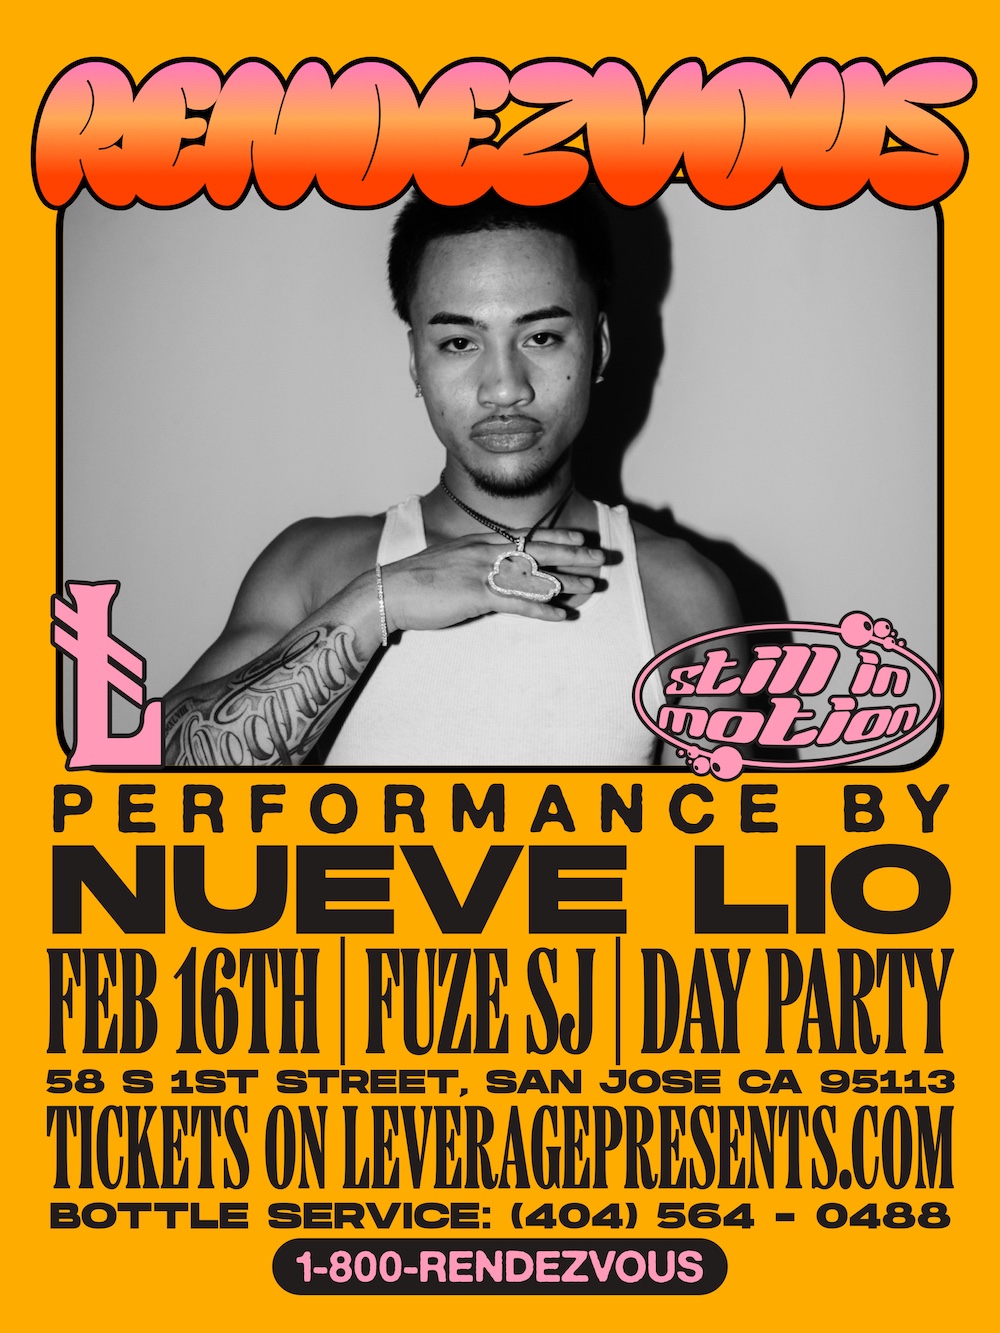 RENDEZVOUS
L
still in
motion
PERFORMANCE BY
NUEVE LIO
FEB 16TH | FUZE SJ | DAY PARTY
58 S 1ST STREET, SAN JOSE CA 95113
TICKETS ON LEVERAGEPRESENTS.COM
BOTTLE SERVICE: (404) 564 - 0488
1-800-RENDEZVOUS